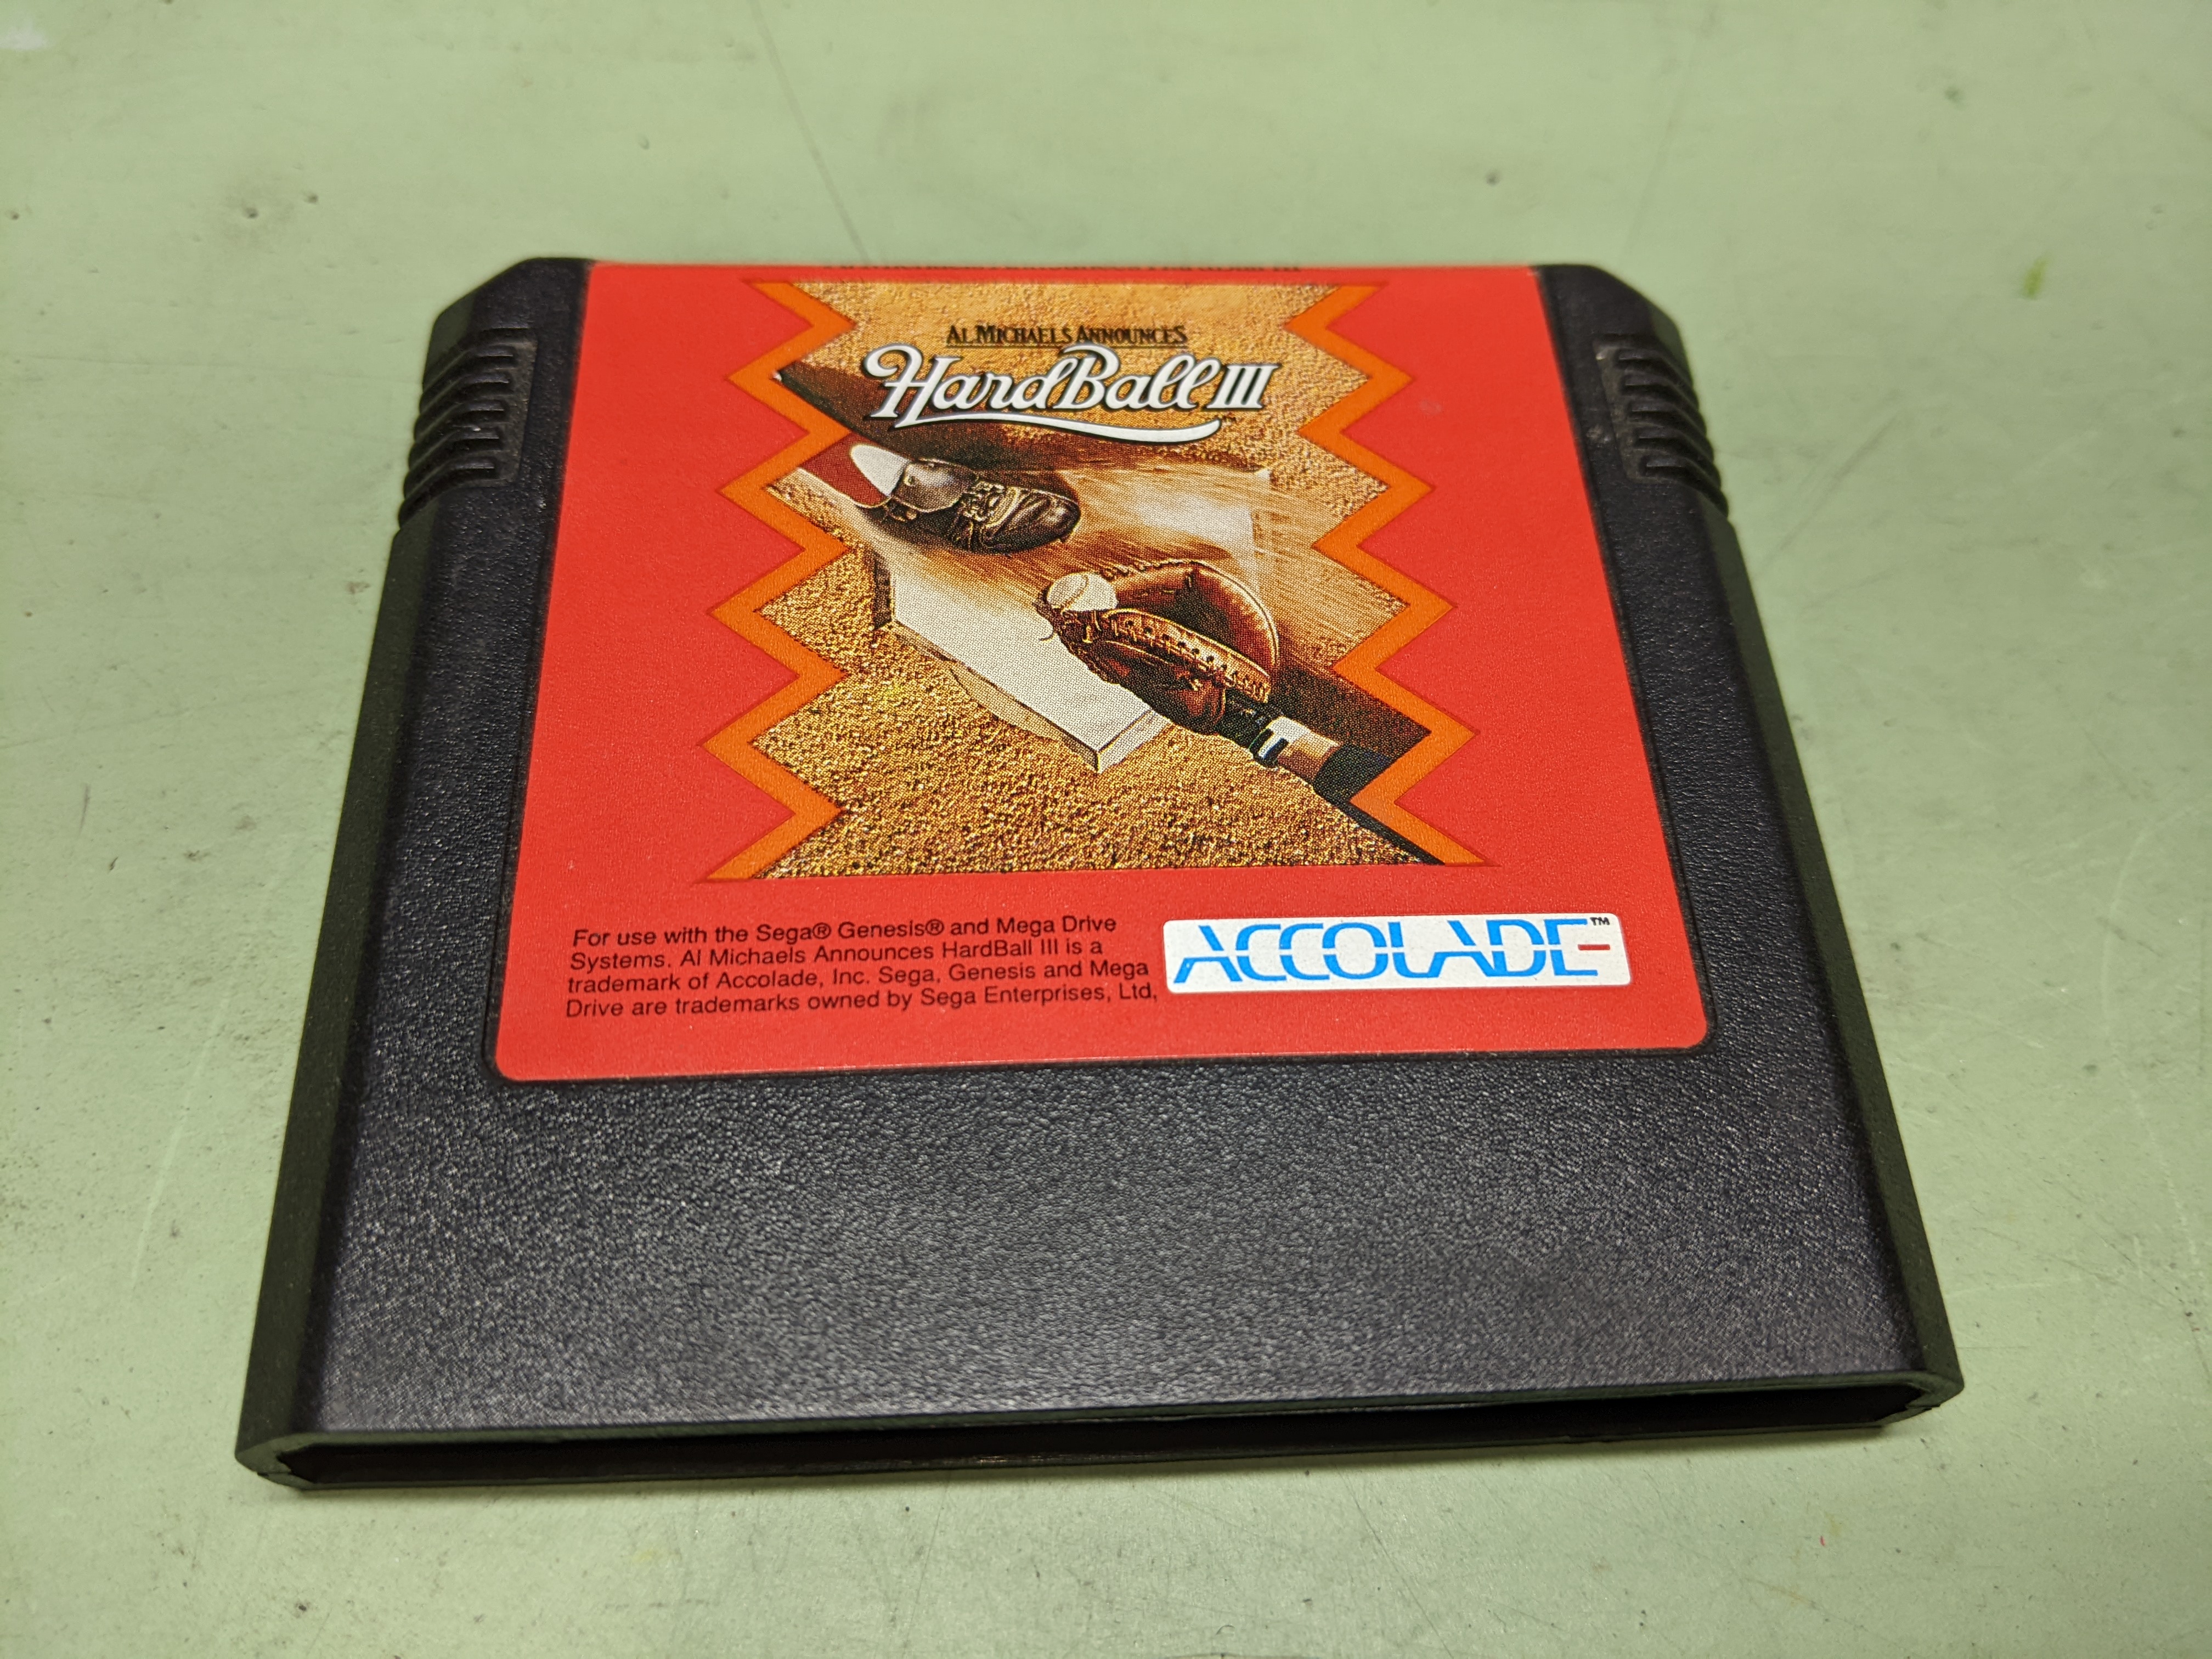 AL MICHAELS ANNOUNCES
HardBall III
For use with the Sega® Genesis® and Mega Drive
Systems. Al Michaels Announces HardBall III is a
trademark of Accolade, Inc. Sega, Genesis and Mega
Drive are trademarks owned by Sega Enterprises, Ltd.
ACCOLADE™